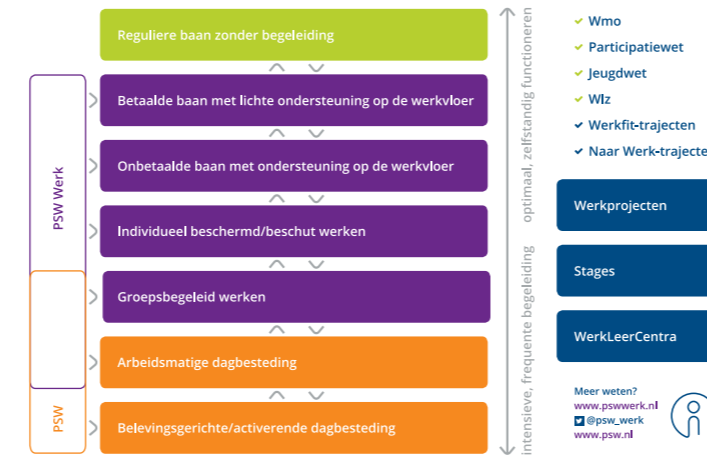 Reguliere baan zonder begeleiding
Betaalde baan met lichte ondersteuning op de werkvloer
Onbetaalde baan met ondersteuning op de werkvloer
Individueel beschermd/beschut werken
Groepsbegeleid werken
Arbeidsmatige dagbesteding
Belevingsgerichte/activerende dagbesteding
PSW Werk
PSW
optimaal, zelfstandig functioneren
intensieve, frequente begeleiding
Wmo
Participatiewet
Jeugdwet
Wlz
Werkfit-trajecten
Naar Werk-trajecte
Werkprojecten
Stages
WerkLeerCentra
Meer weten?
www.pswwerk.nl
@psw_werk
www.psw.nl